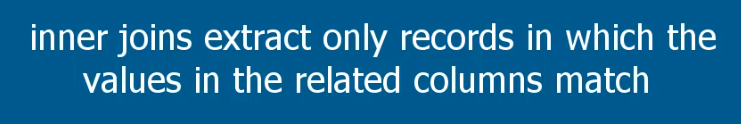 inner joins extract only records in which the
values in the related columns match